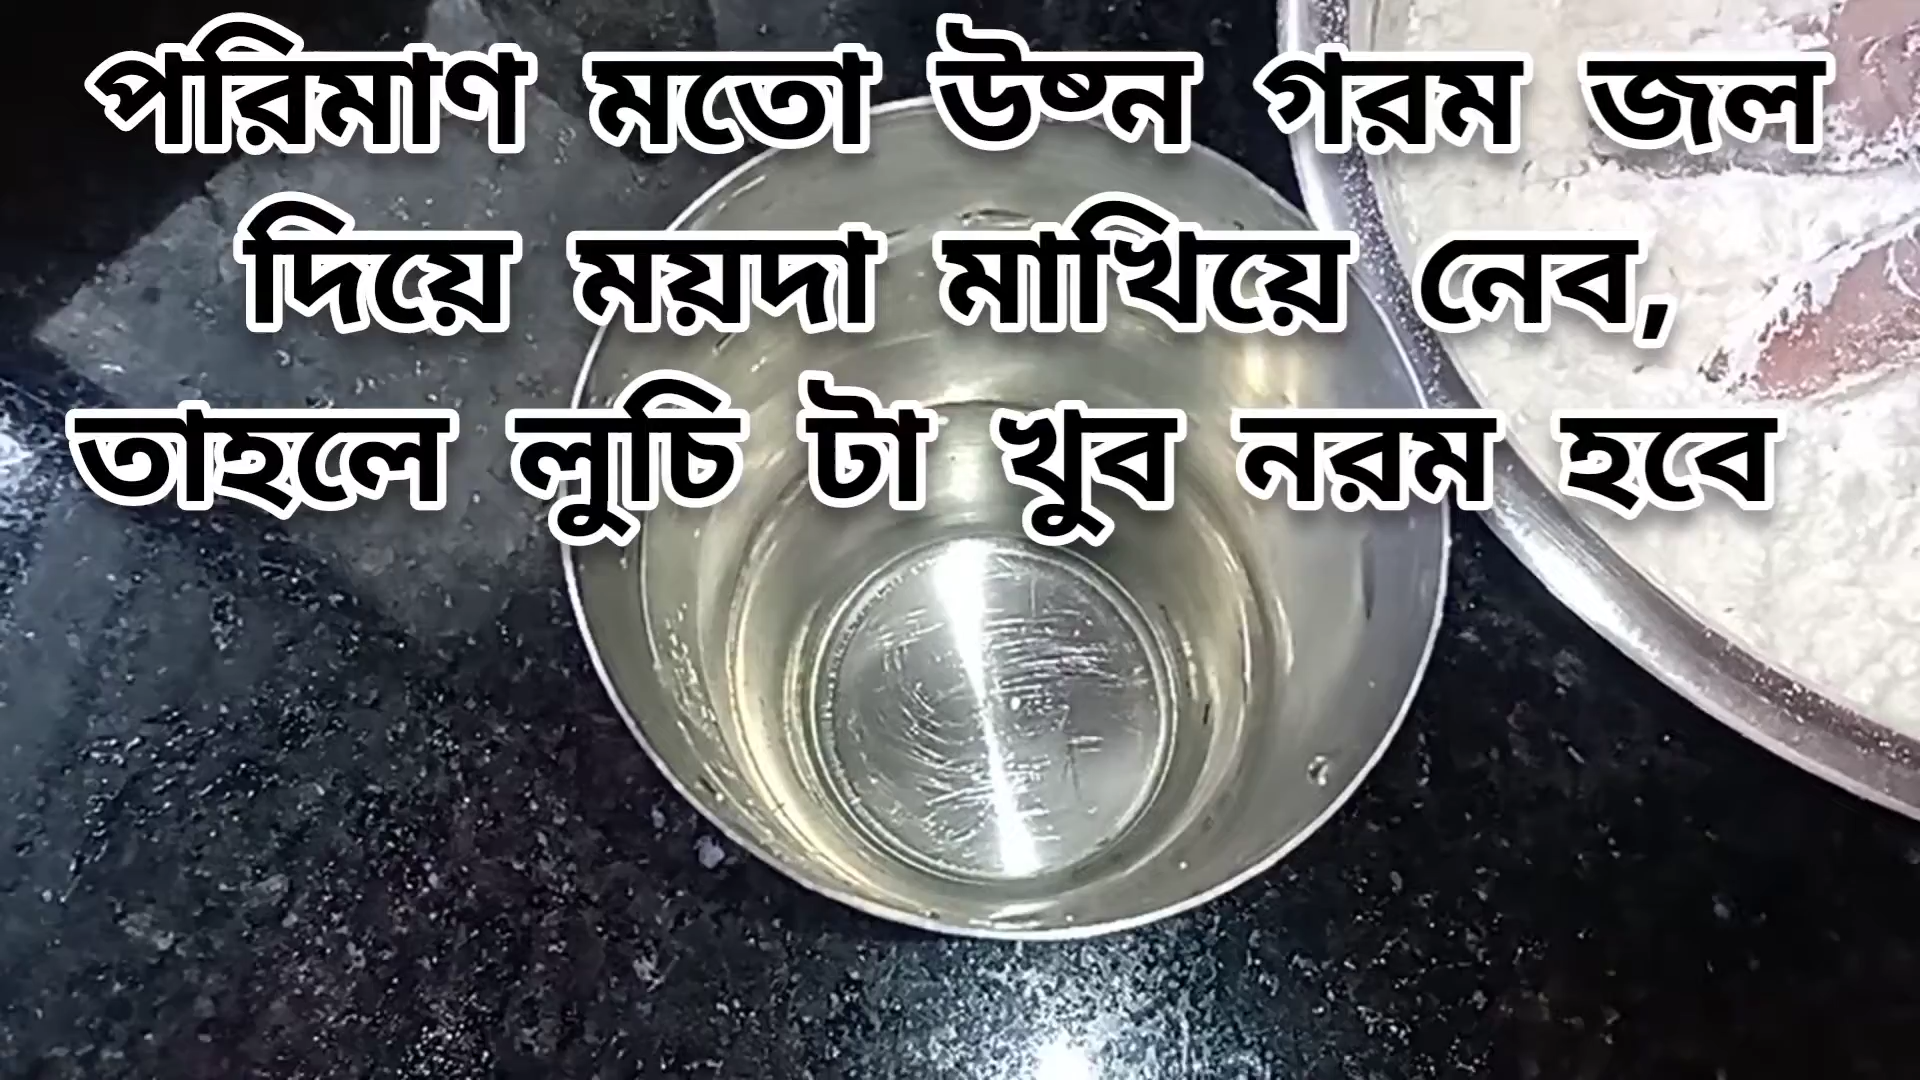 পরিমাণ মতো উষ্ন গরম জল
দিয়ে ময়দা মাখিয়ে নেব,
তাহলে লুচি টা খুব নরম হবে